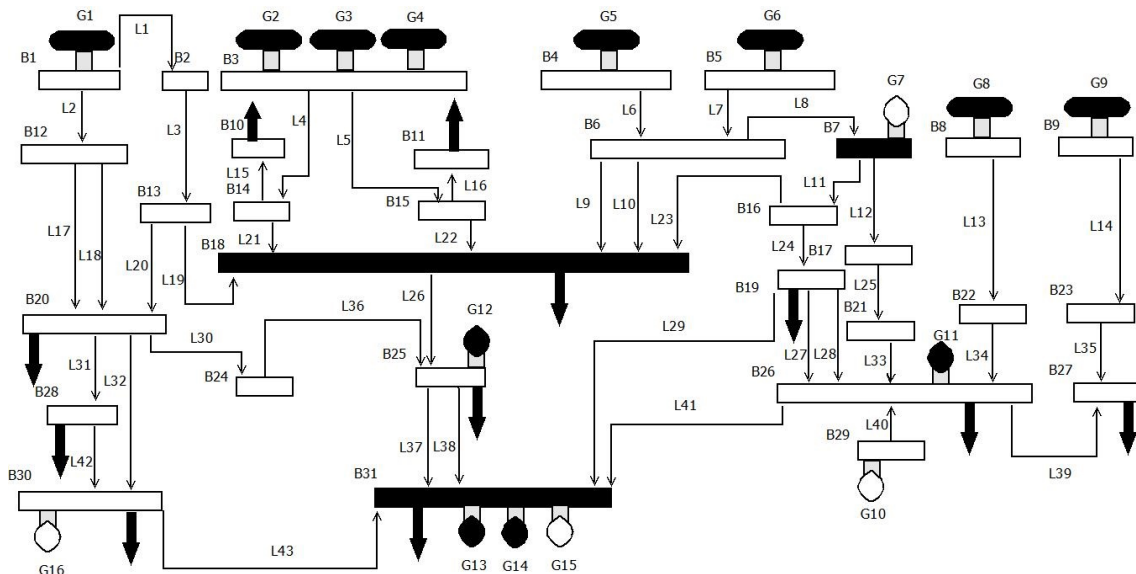 G1 L1 G2 G3 G4 G5 G6
B1 B2 B3 B4 B5 G7 G8 G9
L2 L3 L4 L5 L6 L7 L8
B12 B10 B11 B6 B7 B8 B9
L15 L16 L11
B13 B14 B15 B16
L17 L18 L20 L19 L21 L22 L9 L10 L23 L12 L13 L14
B18 L24 B17
L26 B19 L25
B20 L36 G12 B21 B22 B23
L31 L32 L30 L29 L27 L28 L33 G11 L34 L35
B28 B24 B25 B26 B27
L41 L40
L42 L37 L38 B29
B30 B31 L39
G10
L43
G16 G13 G14 G15